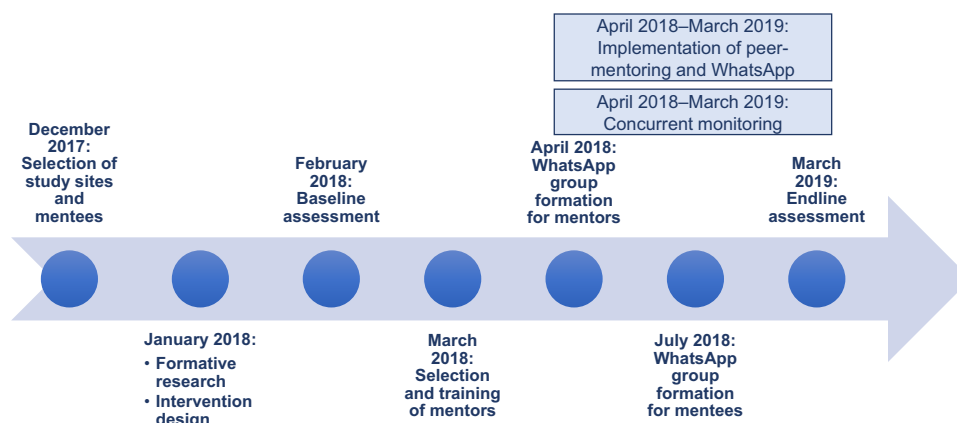 April 2018–March 2019:
Implementation of peer-
mentoring and WhatsApp
April 2018–March 2019:
Concurrent monitoring
December
2017:
Selection of
study sites
and
mentees
January 2018:
• Formative
research
• Intervention
design
February
2018:
Baseline
assessment
March
2018:
Selection
and training
of mentors
April 2018:
WhatsApp
group
formation
for mentors
July 2018:
WhatsApp
group
formation
for mentees
March
2019:
Endline
assessment